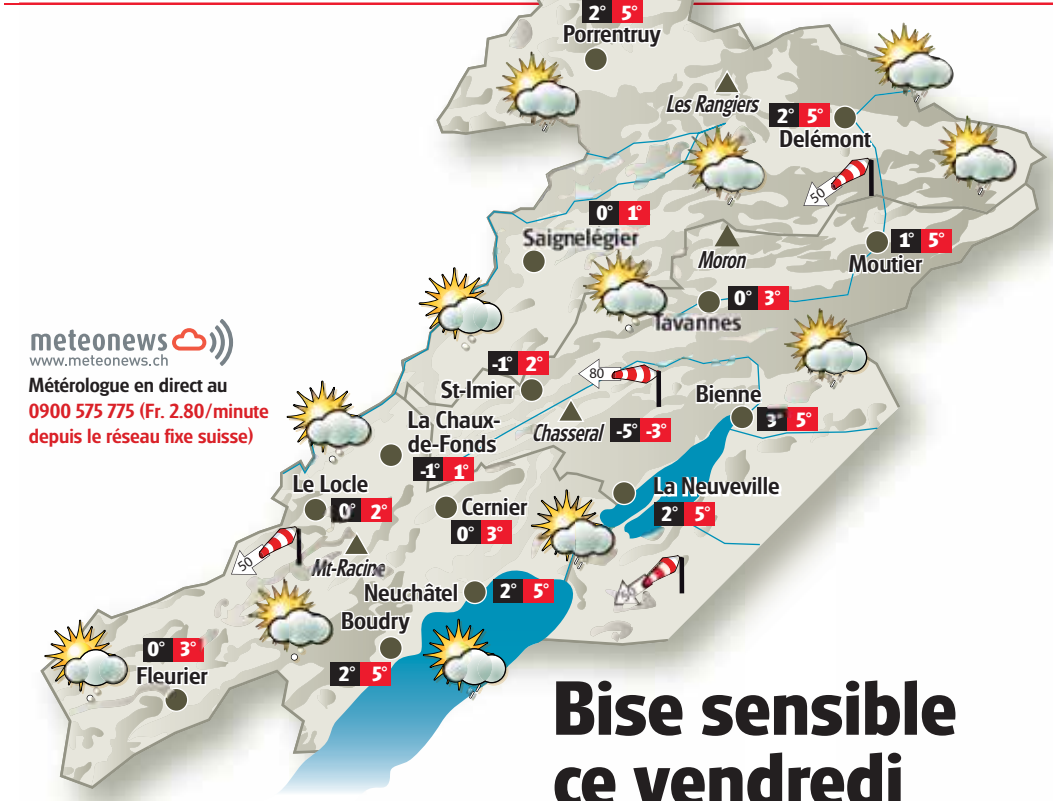 2° 5°
Porrentruy
Les Rangiers
2° 5°
Delémont
50
0° 1°
Saignelégier
Moron
1° 5°
Moutier
0° 3°
Tavannes
meteonews
www.meteonews.ch
Météorologue en direct au
0900 575 775 (Fr. 2.80/minute
depuis le réseau fixe suisse)
-1° 2°
St-Imier
80
Chasseral -5° -3°
Bienne
3° 5°
La Chaux-
de-Fonds
-1° 1°
Le Locle
0° 2°
Cernier
0° 3°
La Neuveville
2° 5°
50
Mt-Racine
Neuchâtel 2° 5°
60
Boudry
2° 5°
0° 3°
Fleurier
Bise sensible
ce vendredi